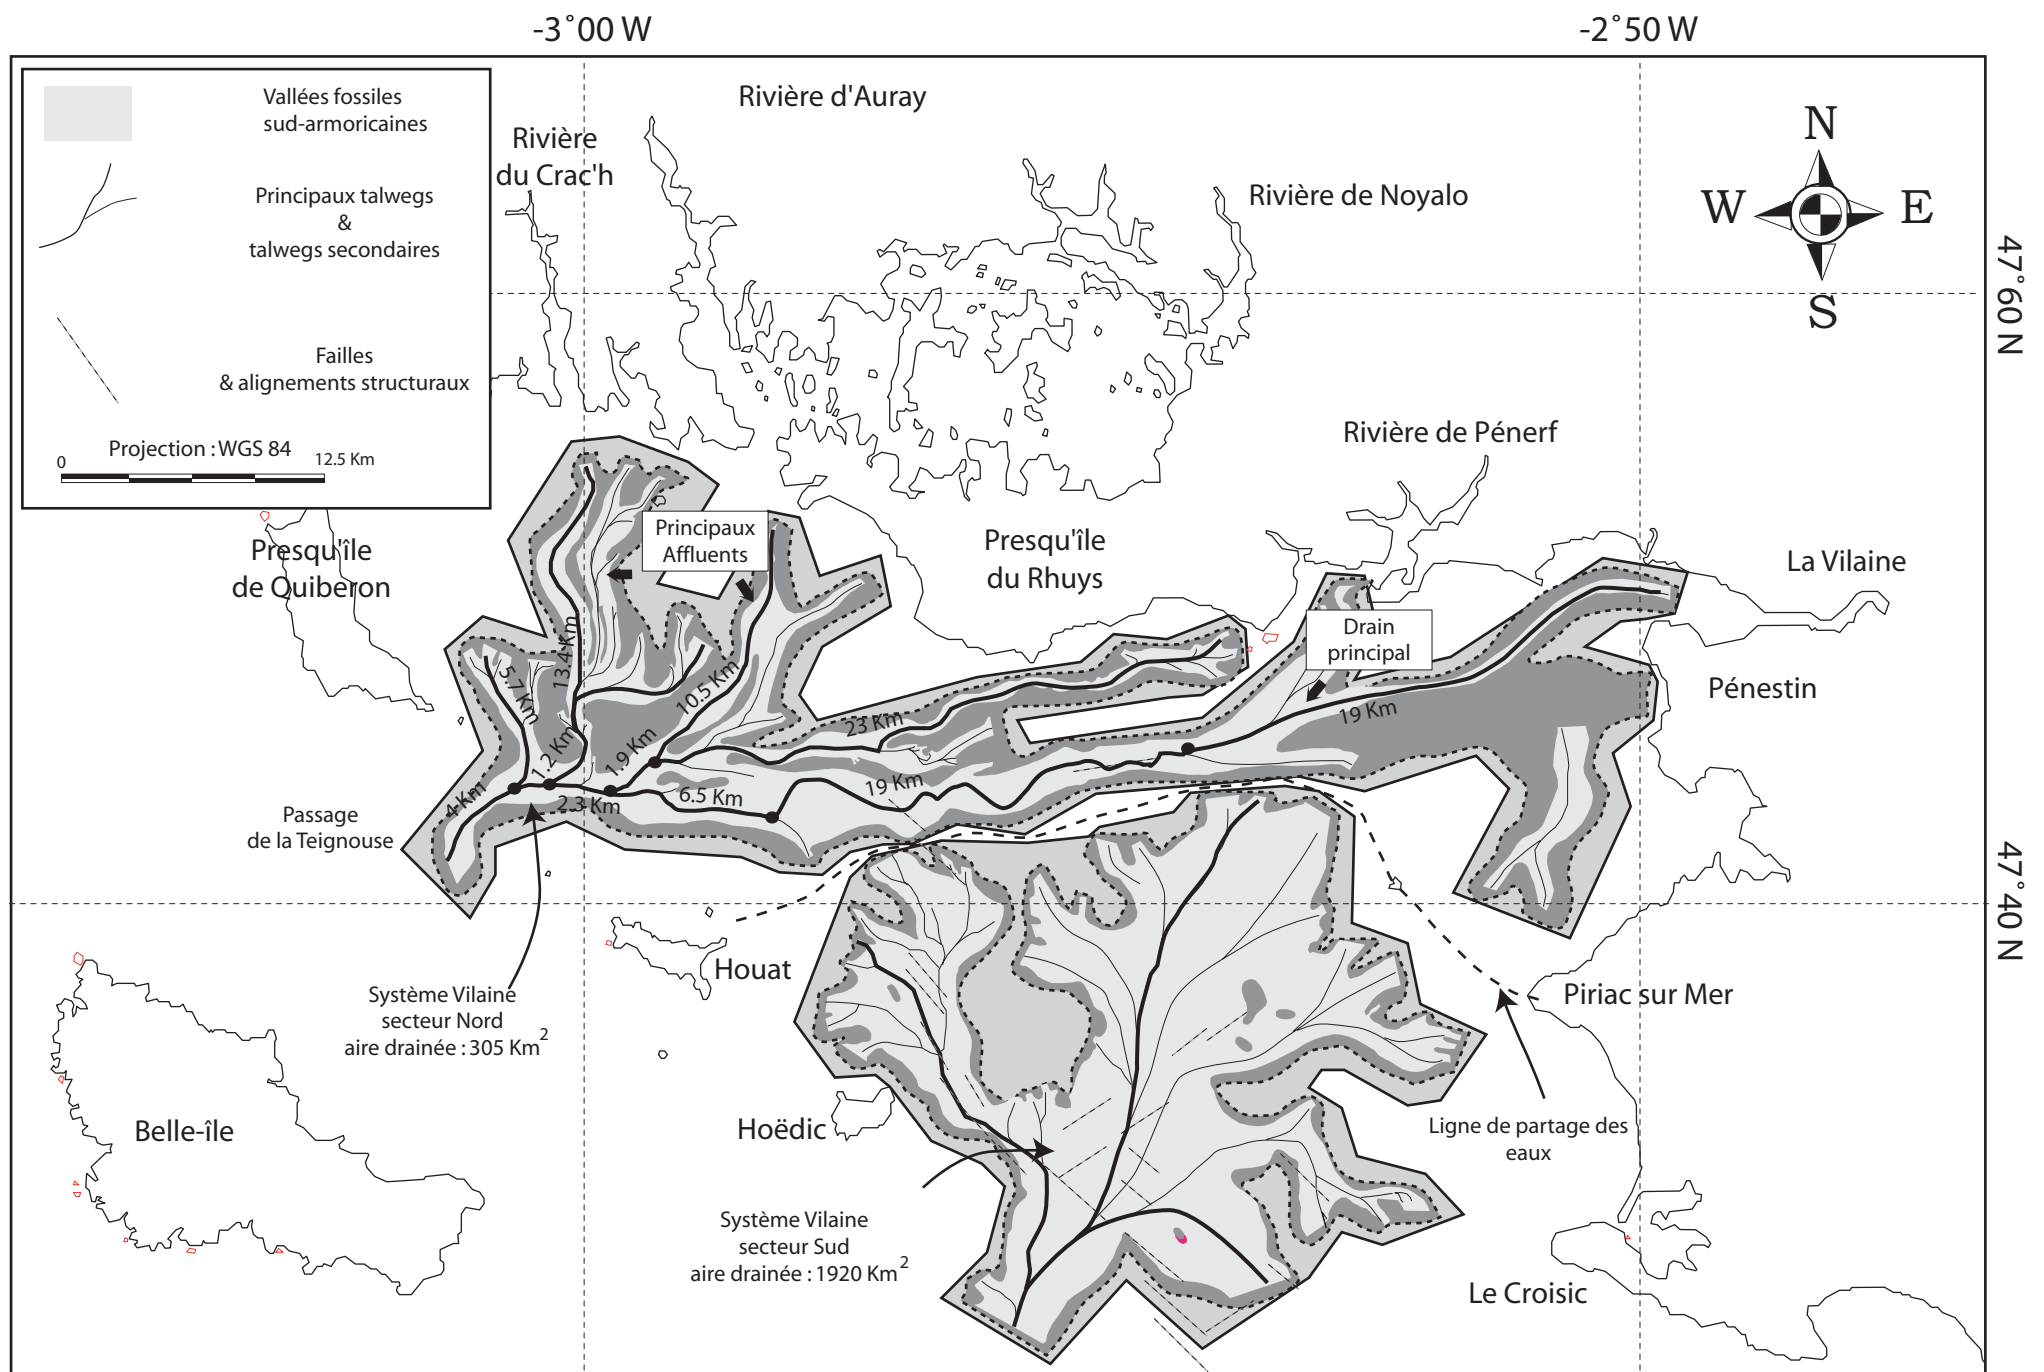 -3˚00 W
-2˚50 W
Vallées fossiles
sud-armoricaines
Principaux talwegs
&
talwegs secondaires
Failles
& alignements structuraux
Projection : WGS 84
0
12.5 Km
Rivière d'Auray
Rivière
du Crac'h
Rivière de Noyalo
N
W
E
S
47˚60 N
Rivière de Pénerf
Principaux
Affluents
Presqu'île
de Quiberon
Presqu'île
du Rhuys
La Vilaine
Drain
principal
Pénestin
13.4 Km
5.7 Km
10.5 Km
23 Km
19 Km
1.2 Km
1.9 Km
4 Km
2.3 Km
6.5 Km
19 Km
Passage
de la Teignouse
47˚40 N
Houat
Système Vilaine
secteur Nord
aire drainée : 305 Km2
Piriac sur Mer
Belle-île
Hoëdic
Ligne de partage des
eaux
Système Vilaine
secteur Sud
aire drainée : 1920 Km2
Le Croisic